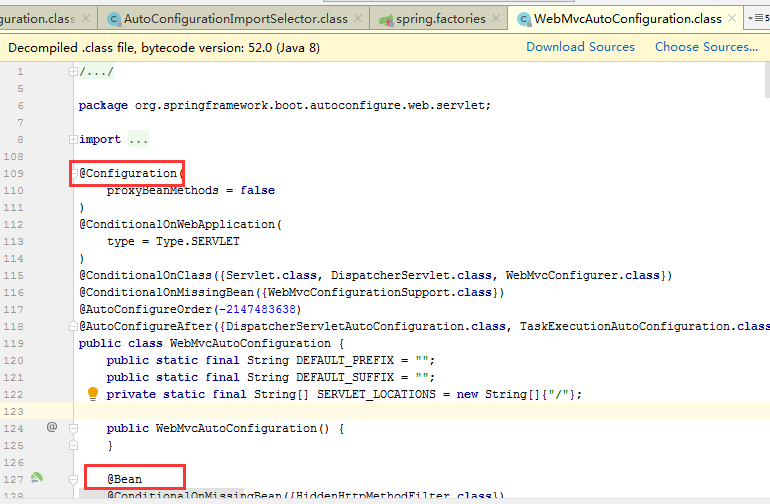 guration.class AutoConfigurationImportSelector.class spring.factories WebMvcAutoConfiguration.class
Decompiled .class file, bytecode version: 52.0 (Java 8) Download Sources Choose Sources...
1 /.../
5
6 package org.springframework.boot.autoconfigure.web.servlet;
7
8 import ...
108
109 @Configuration(
110 proxyBeanMethods = false
111 )
112 @ConditionalOnWebApplication(
113 type = Type.SERVLET
114 )
115 @ConditionalOnClass({Servlet.class, DispatcherServlet.class, WebMvcConfigurer.class})
116 @ConditionalOnMissingBean({WebMvcConfigurationSupport.class})
117 @AutoConfigureOrder(-2147483638)
118 @AutoConfigureAfter({DispatcherServletAutoConfiguration.class, TaskExecutionAutoConfiguration.class
119 public class WebMvcAutoConfiguration {
120 public static final String DEFAULT_PREFIX = "";
121 public static final String DEFAULT_SUFFIX = "";
122 private static final String[] SERVLET_LOCATIONS = new String[]{"/"};
123
124 @ public WebMvcAutoConfiguration() {
125 }
126
127 @Bean
128 @ConditionalOnMissingBean({HiddenHttpMethodFilter.class})